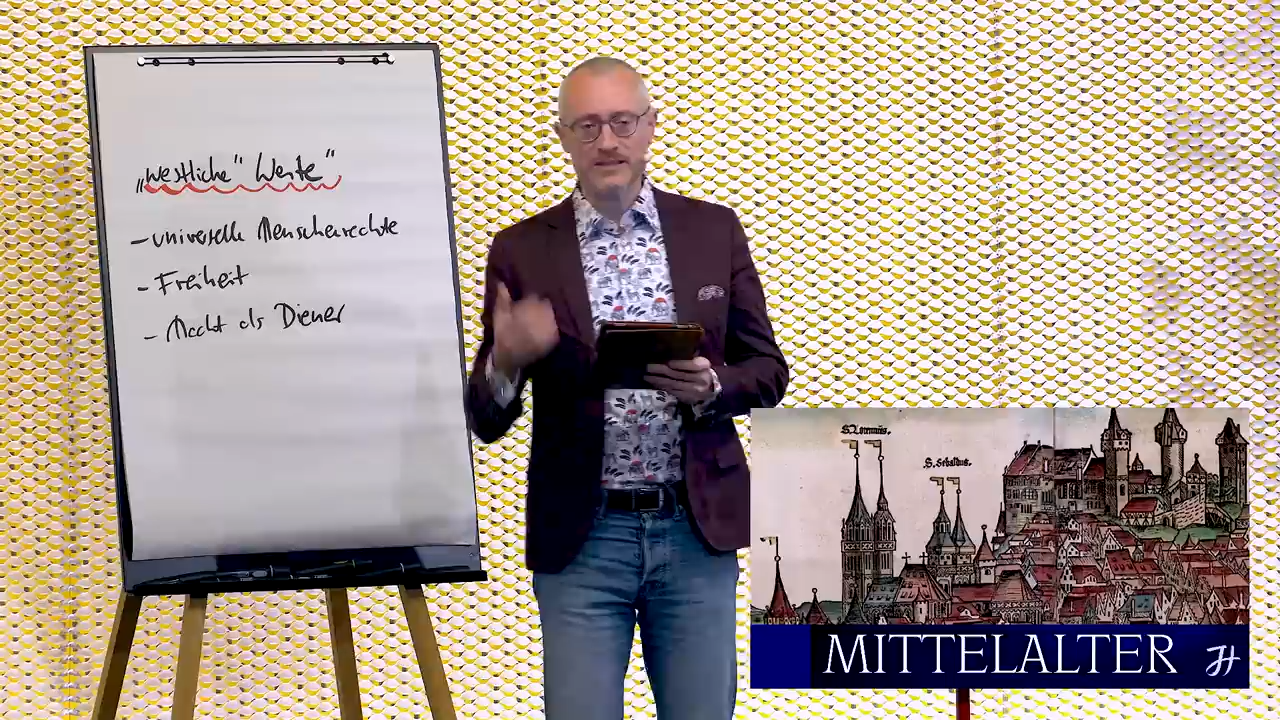 „westliche" Werte"
- universelle Menschenrechte
- Freiheit
- Macht als Diener
S. Sebaldus.
MITTELALTER